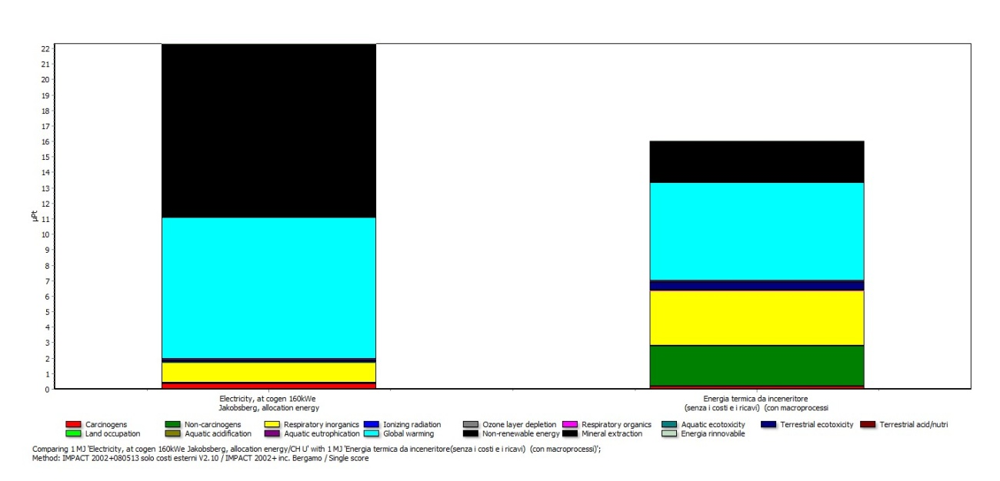 22
21
20
19
18
17
16
15
14
13
12
11
10
9
8
7
6
5
4
3
2
1
0
µPt
Electricity, at cogen 160kWe
Jakobsberg, allocation energy
Energia termica da inceneritore
(senza i costi e i ricavi) (con macroprocessi
Carcinogens Non-carcinogens Respiratory inorganics Ionizing radiation Ozone layer depletion Respiratory organics Aquatic ecotoxicity Terrestrial ecotoxicity Terrestrial acid/nutri
Land occupation Aquatic acidification Aquatic eutrophication Global warming Non-renewable energy Mineral extraction Energia rinnovabile
Comparing 1 MJ 'Electricity, at cogen 160kWe Jakobsberg, allocation energy/CH U' with 1 MJ 'Energia termica da inceneritore(senza i costi e i ricavi) (con macroprocessi)';
Method: IMPACT 2002+080513 solo costi esterni V2.10 / IMPACT 2002+ inc. Bergamo / Single score